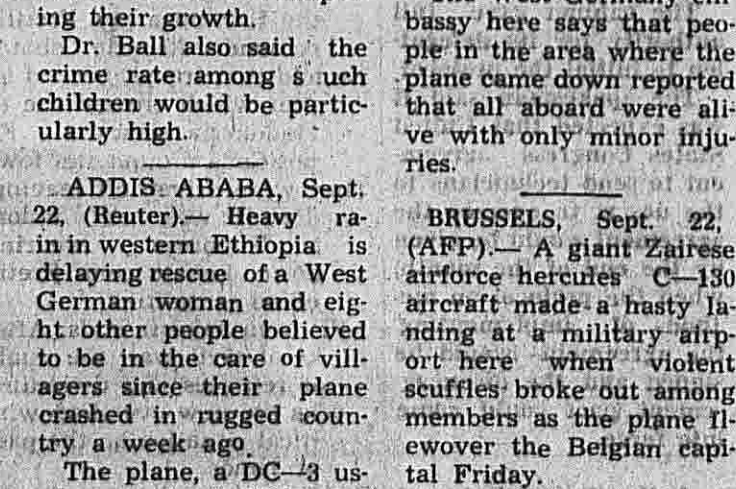 ing their growth.
Dr. Ball also said the
crime rate among s uch
children would be partic-
ularly high.
ADDIS ABABA, Sept.
22, (Reuter).— Heavy ra-
in in western Ethiopia is
delaying rescue of a West
German woman and eig-
ht other people believed
to be in the care of vill-
agers since their plane
crashed in rugged coun-
try a week ago.
The plane, a DC—3 us-
bassy here says that peo-
ple in the area where the
plane came down reported
that all aboard were ali-
ve with only minor inju-
ries.
BRUSSELS, Sept. 22,
(AFP).— A giant Zairese
airforce hercules C—130
aircraft made a hasty la-
nding at a military airp-
ort here when violent
scuffles broke out among
members as the plane fl-
ewover the Belgian capi-
tal Friday.